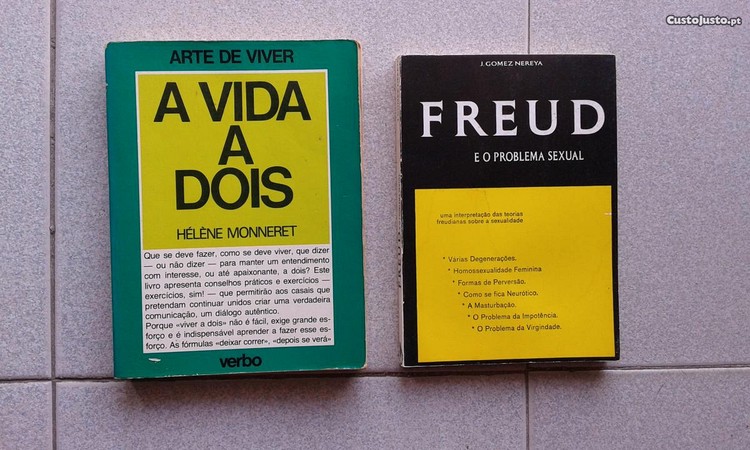 CustoJusto.pt
ARTE DE VIVER
A VIDA
A
DOIS
HÉLÈNE MONNERET
Que se deve fazer, como se deve viver, que dizer
— ou não dizer — para manter um entendimento
com interesse, ou até apaixonante, a dois? Este
livro apresenta conselhos práticos e exercícios —
exercícios, sim! — que permitirão aos casais que
pretendam continuar unidos criar uma verdadeira
comunicação, um diálogo autêntico.
Porque «viver a dois» não é fácil, exige grande es-
forço e é indispensável aprender a fazer esse es-
forço. As fórmulas «deixar correr», «depois se verá»
verbo
J. GOMEZ NEREYA
FREUD
E O PROBLEMA SEXUAL
uma interpretação das teorias
freudianas sobre a sexualidade
* Várias Degenerações.
* Homossexualidade Feminina
* Formas de Perversão.
* Como se fica Neurótico.
* A Masturbação.
* O Problema da Impotência.
* O Problema da Virgindade.